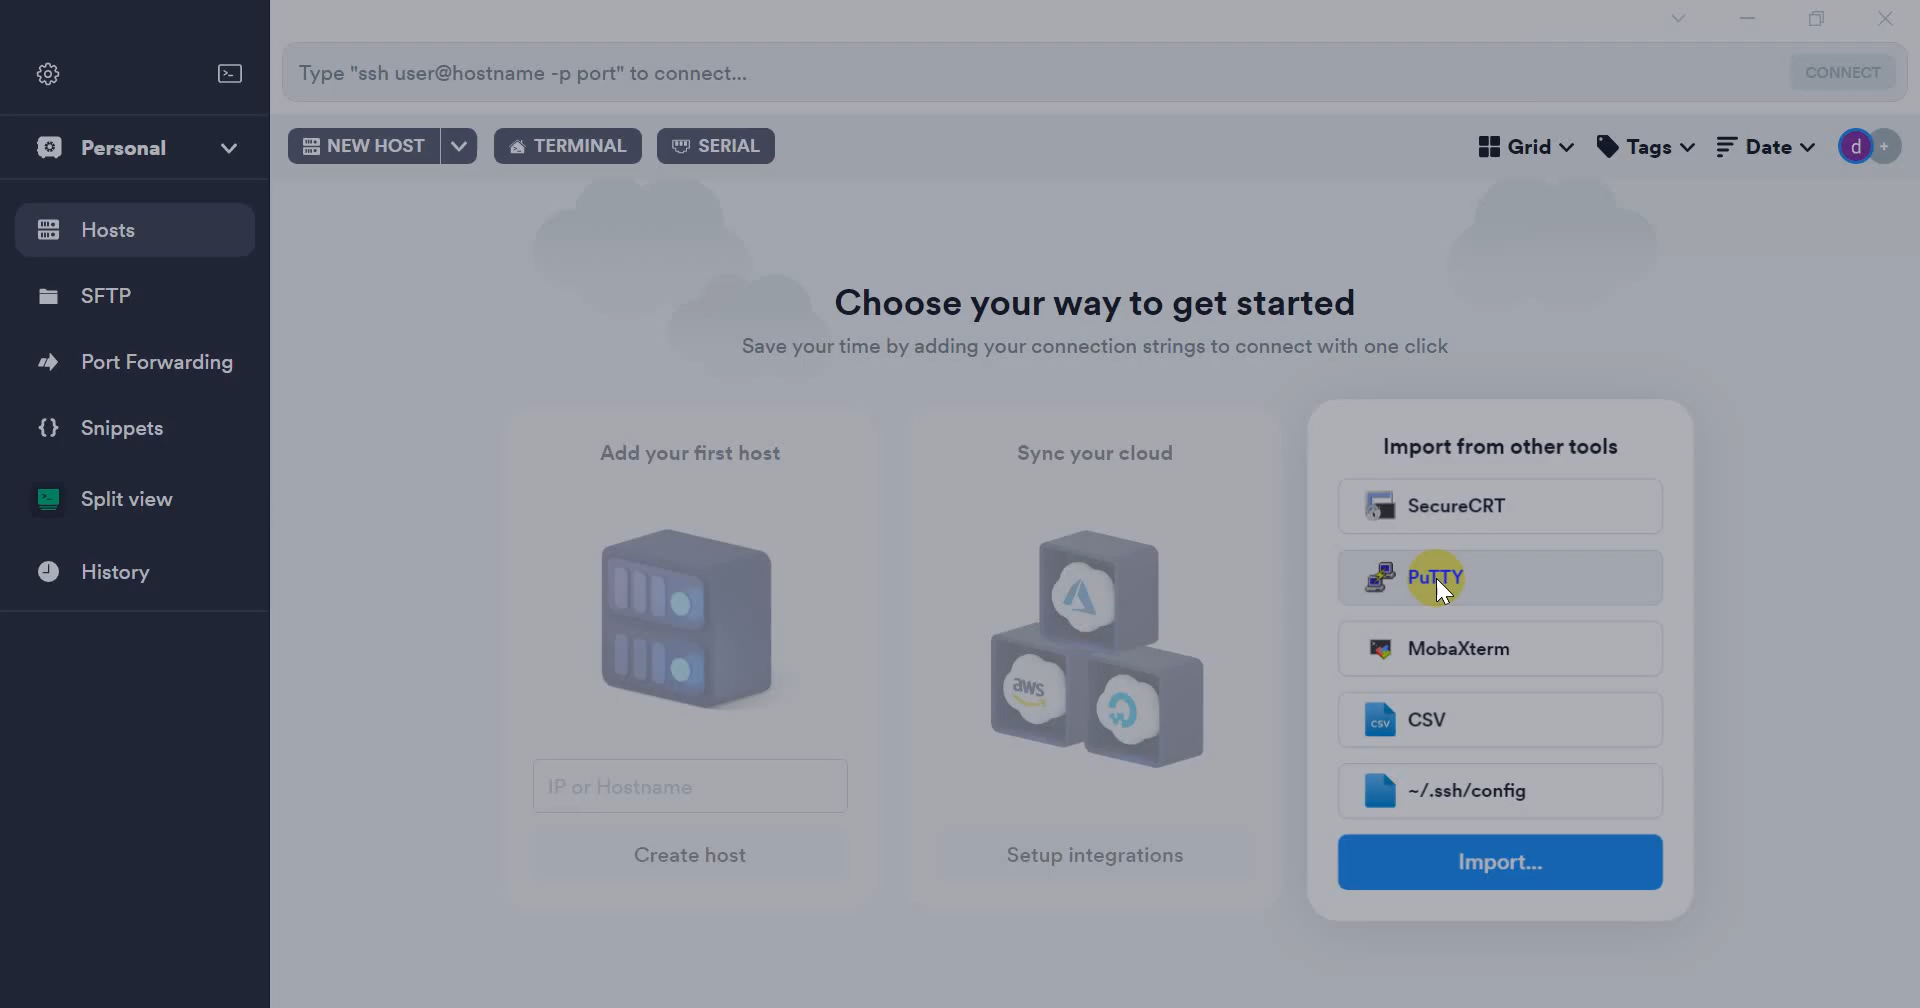 Type "ssh user@hostname -p port" to connect...
CONNECT
Personal
NEW HOST
TERMINAL
SERIAL
Grid
Tags
Date
d
+
Hosts
SFTP
Port Forwarding
Snippets
Split view
History
Choose your way to get started
Save your time by adding your connection strings to connect with one click
Add your first host
IP or Hostname
Create host
Sync your cloud
aws
Setup integrations
Import from other tools
SecureCRT
PuTTY
MobaXterm
CSV
CSV
~/.ssh/config
Import...